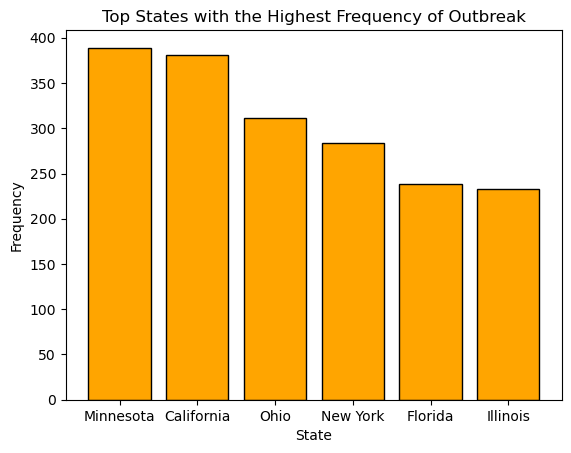 Top States with the Highest Frequency of Outbreak
400
350
300
250
200
150
100
50
0
Frequency
Minnesota California Ohio New York Florida Illinois
State